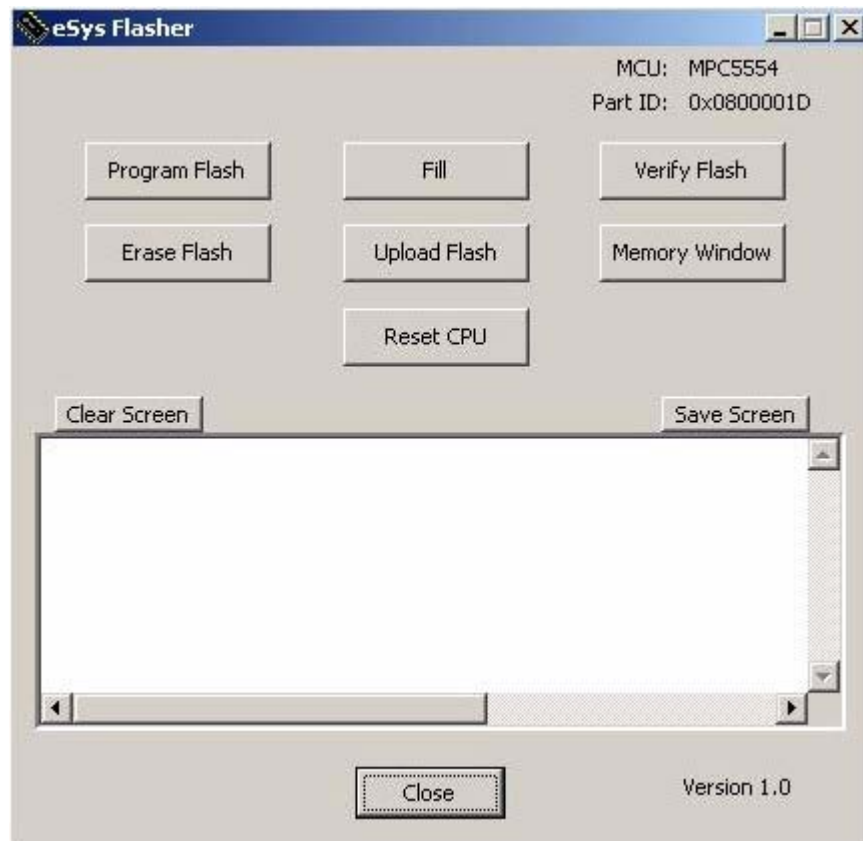 eSys Flasher
MCU: MPC5554
Part ID: 0x0800001D
Program Flash Fill Verify Flash
Erase Flash Upload Flash Memory Window
Reset CPU
Clear Screen Save Screen
Close Version 1.0